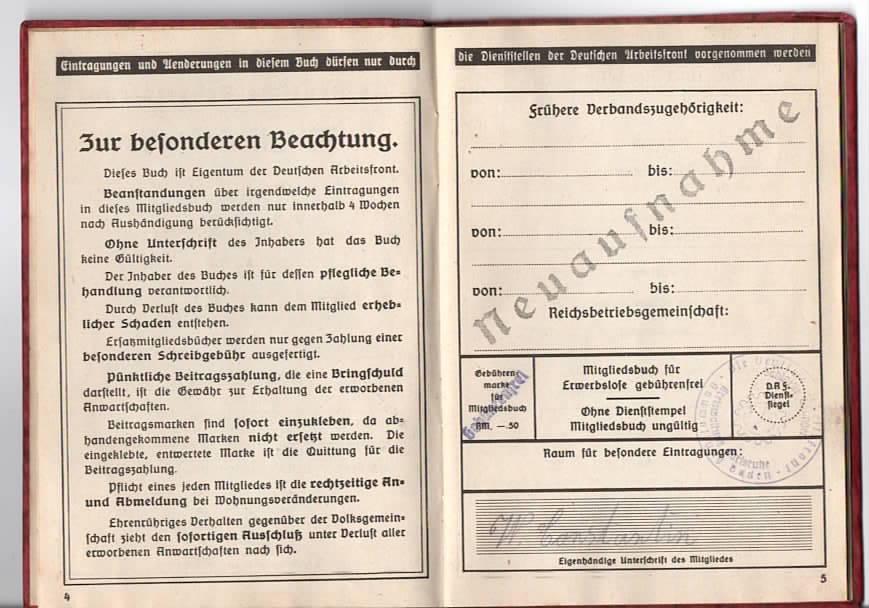 Eintragungen und Aenderungen in diesem Buch dürfen nur durch
Zur besonderen Beachtung.
Dieses Buch ist Eigentum der Deutschen Arbeitsfront.
Beanstandungen über irgendwelche Eintragungen
in dieses Mitgliedsbuch werden nur innerhalb 4 Wochen
nach Aushändigung berücksichtigt.
Ohne Unterschrift des Inhabers hat das Buch
keine Gültigkeit.
Der Inhaber des Buches ist für dessen pflegliche Be-
handlung verantwortlich.
Durch Verlust des Buches kann dem Mitglied erheb-
licher Schaden entstehen.
Ersatzmitgliedsbücher werden nur gegen Zahlung einer
besonderen Schreibgebühr ausgefertigt.
Pünktliche Beitragszahlung, die eine Bringschuld
darstellt, ist die Gewähr zur Erhaltung der erworbenen
Anwartschaften.
Beitragsmarken sind sofort einzukleben, da ab-
handengekommene Marken nicht ersetzt werden. Die
eingeklebte, entwertete Marke ist die Quittung für die
Beitragszahlung.
Pflicht eines jeden Mitgliedes ist die rechtzeitige An-
und Abmeldung bei Wohnungsveränderungen.
Ehrenrühriges Verhalten gegenüber der Volksgemein-
schaft zieht den sofortigen Ausschluß unter Verlust aller
erworbenen Anwartschaften nach sich.
4
die Dienststellen der Deutschen Arbeitsfront vorgenommen werden
Frühere Verbandszugehörigkeit:
von: bis:
von: bis:
von: bis:
Neuaufnahme
Reichsbetriebsgemeinschaft:
Gebühren-
marke
für
Mitgliedsbuch
RM. —.50
Mitgliedsbuch für
Erwerbslose gebührenfrei
Ohne Dienststempel
Mitgliedsbuch ungültig
D.A.F.
Dienst-
siegel
Karlsruhe
Baden
Raum für besondere Eintragungen:
W. Constantin
Eigenhändige Unterschrift des Mitgliedes
5